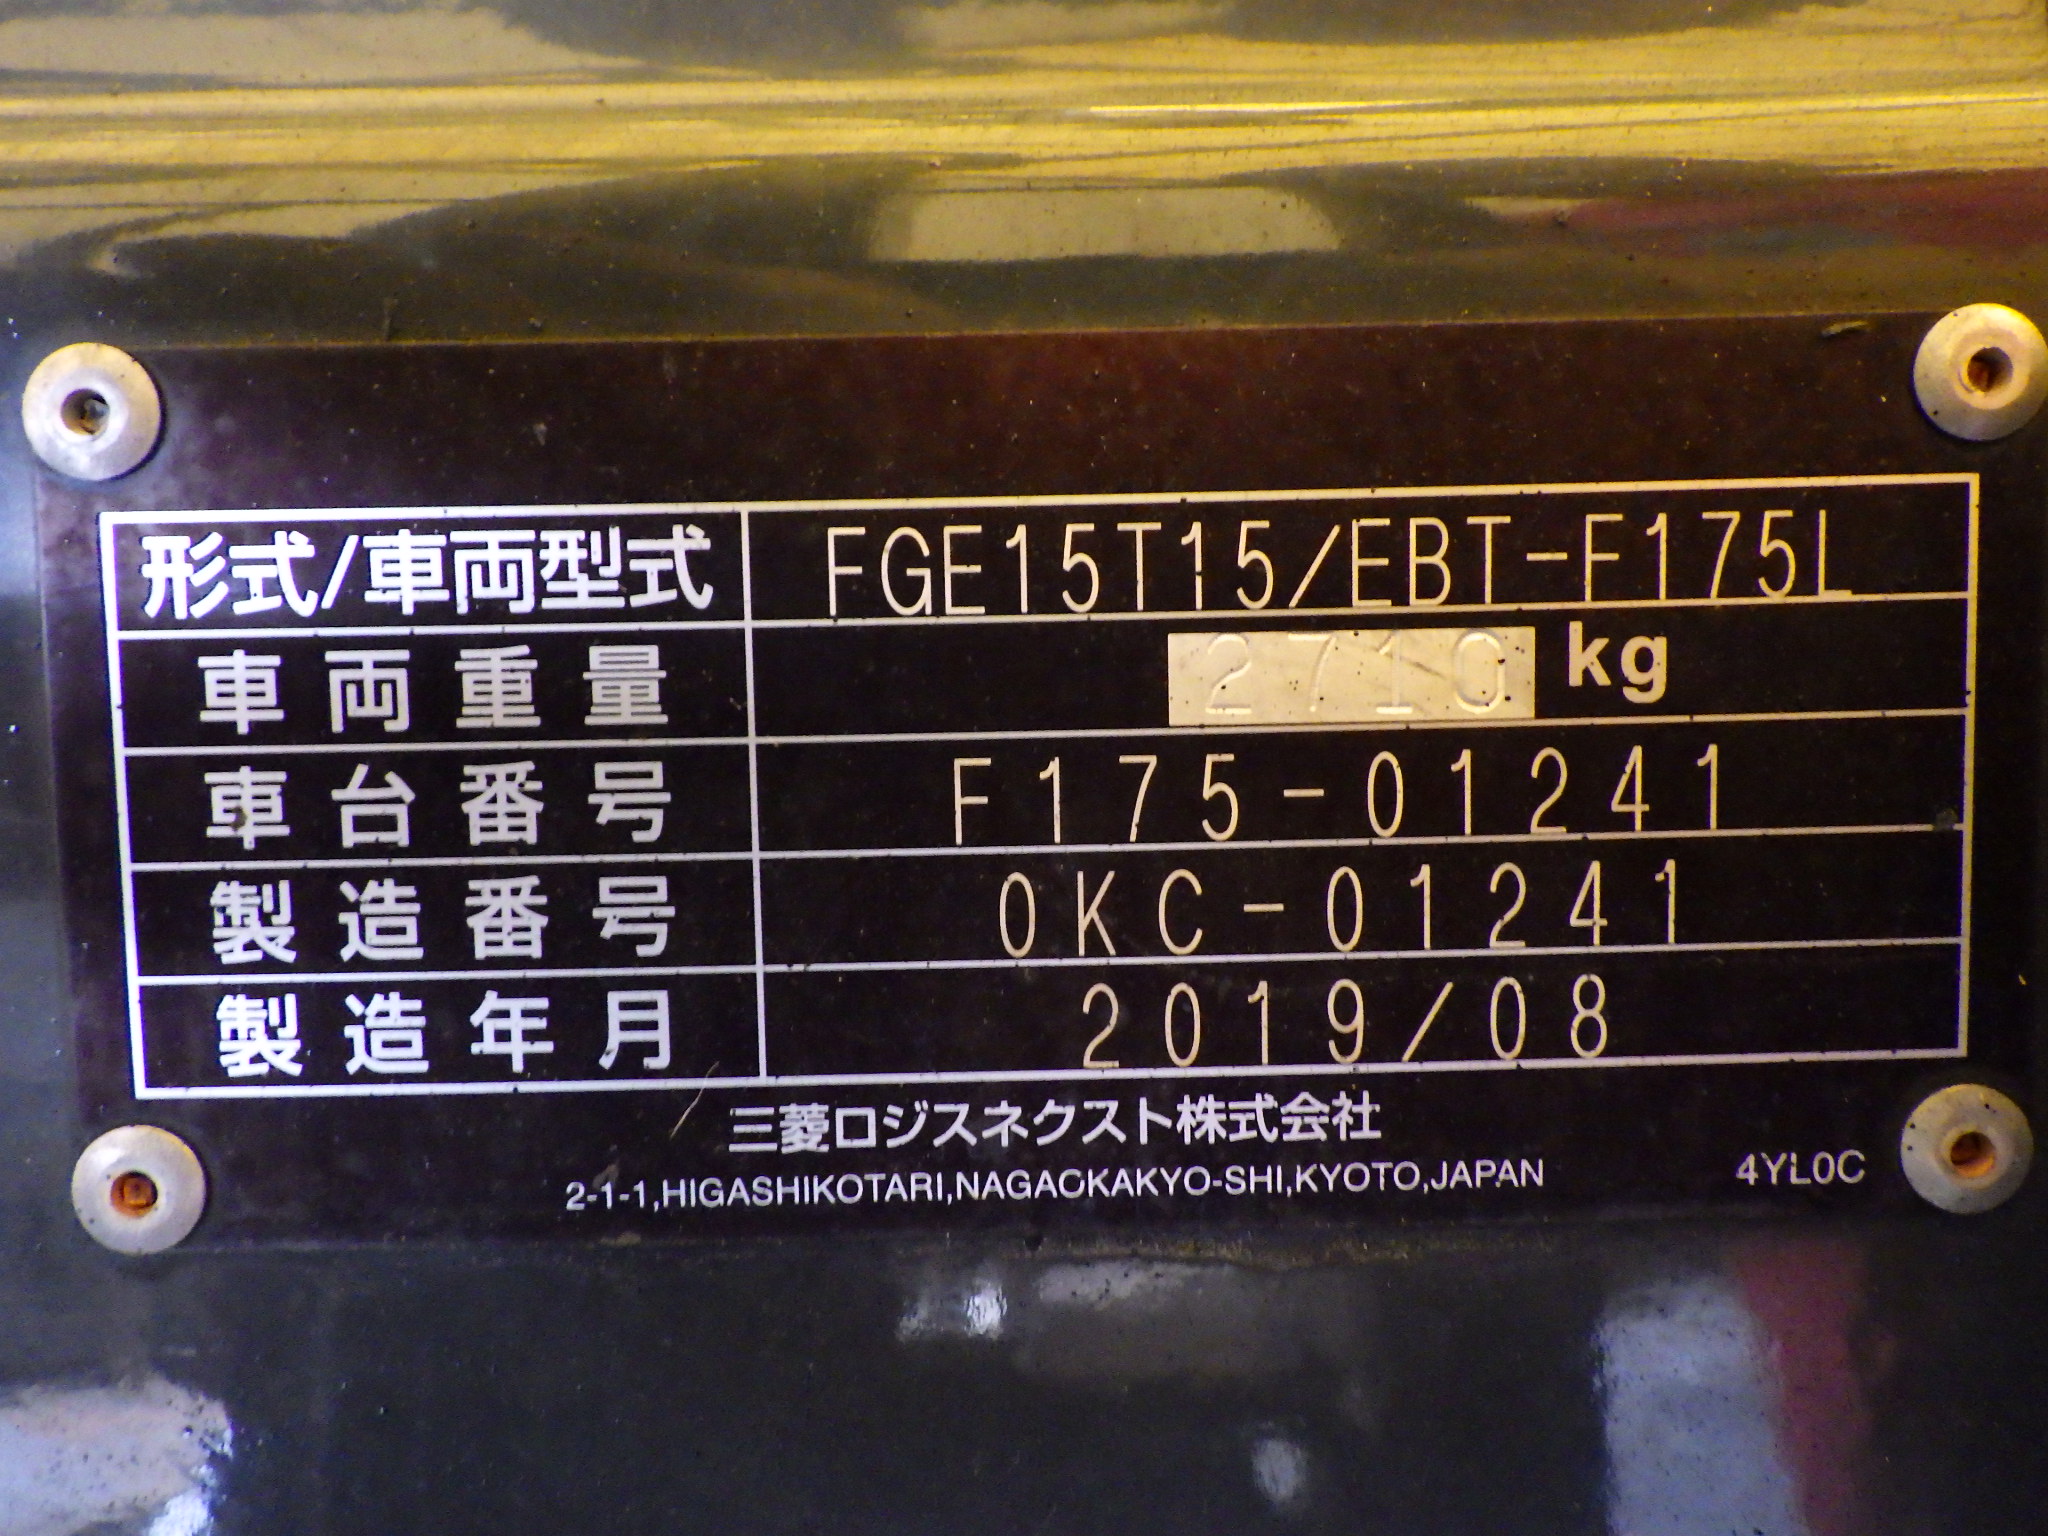 形式/車両型式 FGE15T15/EBT-F175L
車両重量 2710 kg
車台番号 F175-01241
製造番号 0KC-01241
製造年月 2019/08
三菱ロジスネクスト株式会社
2-1-1,HIGASHIKOTARI,NAGAOKAKYO-SHI,KYOTO,JAPAN
4YL0C